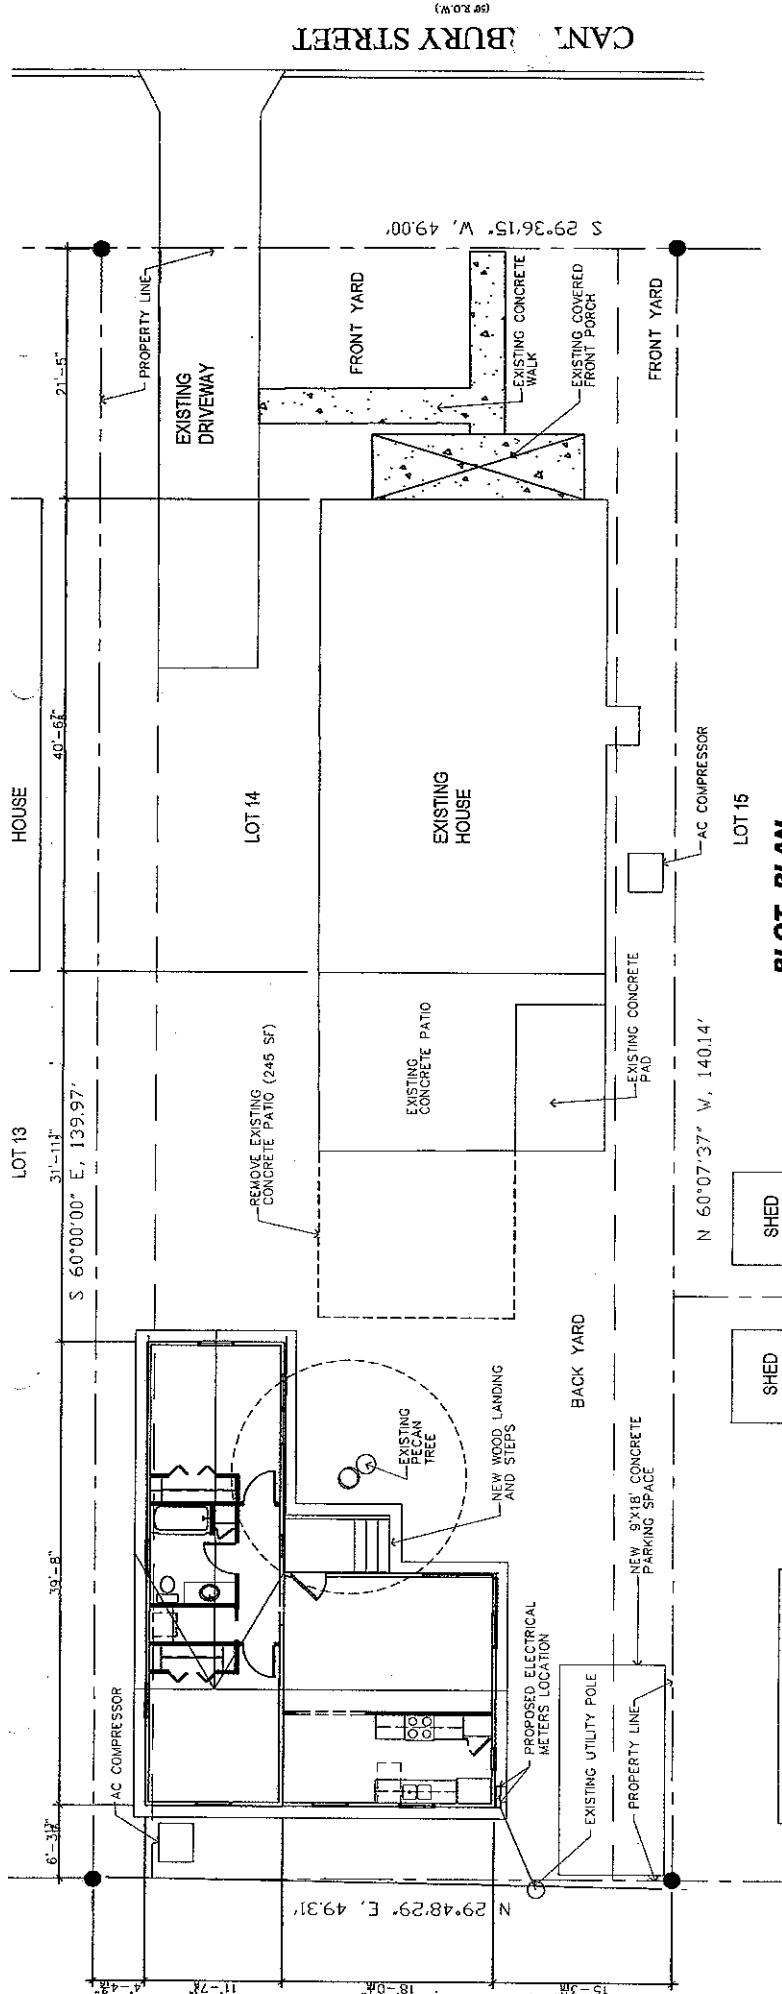 (50' R.O.W.)
STREET
S 29°36'15" W, 49.00'
21'-5"
PROPERTY LINE
EXISTING
DRIVEWAY
FRONT YARD
EXISTING CONCRETE
WALK
EXISTING COVERED
FRONT PORCH
FRONT YARD
HOUSE
LOT 14
EXISTING
HOUSE
AC COMPRESSOR
LOT 15
PLOT PLAN
LOT 13
S 60°00'00" E, 139.97'
REMOVE EXISTING
CONCRETE PATIO (245 SF)
EXISTING
CONCRETE PATIO
EXISTING CONCRETE
PAD
N 60°07'37" W, 140.14'
SHED
SHED
39'-8"
EXISTING
PECAN
TREE
NEW WOOD LANDING
AND STEPS
BACK YARD
NEW 9'X18' CONCRETE
PARKING SPACE
AC COMPRESSOR
PROPOSED ELECTRICAL
METERS LOCATION
EXISTING UTILITY POLE
PROPERTY LINE
N 29°48'29" E, 49.31'